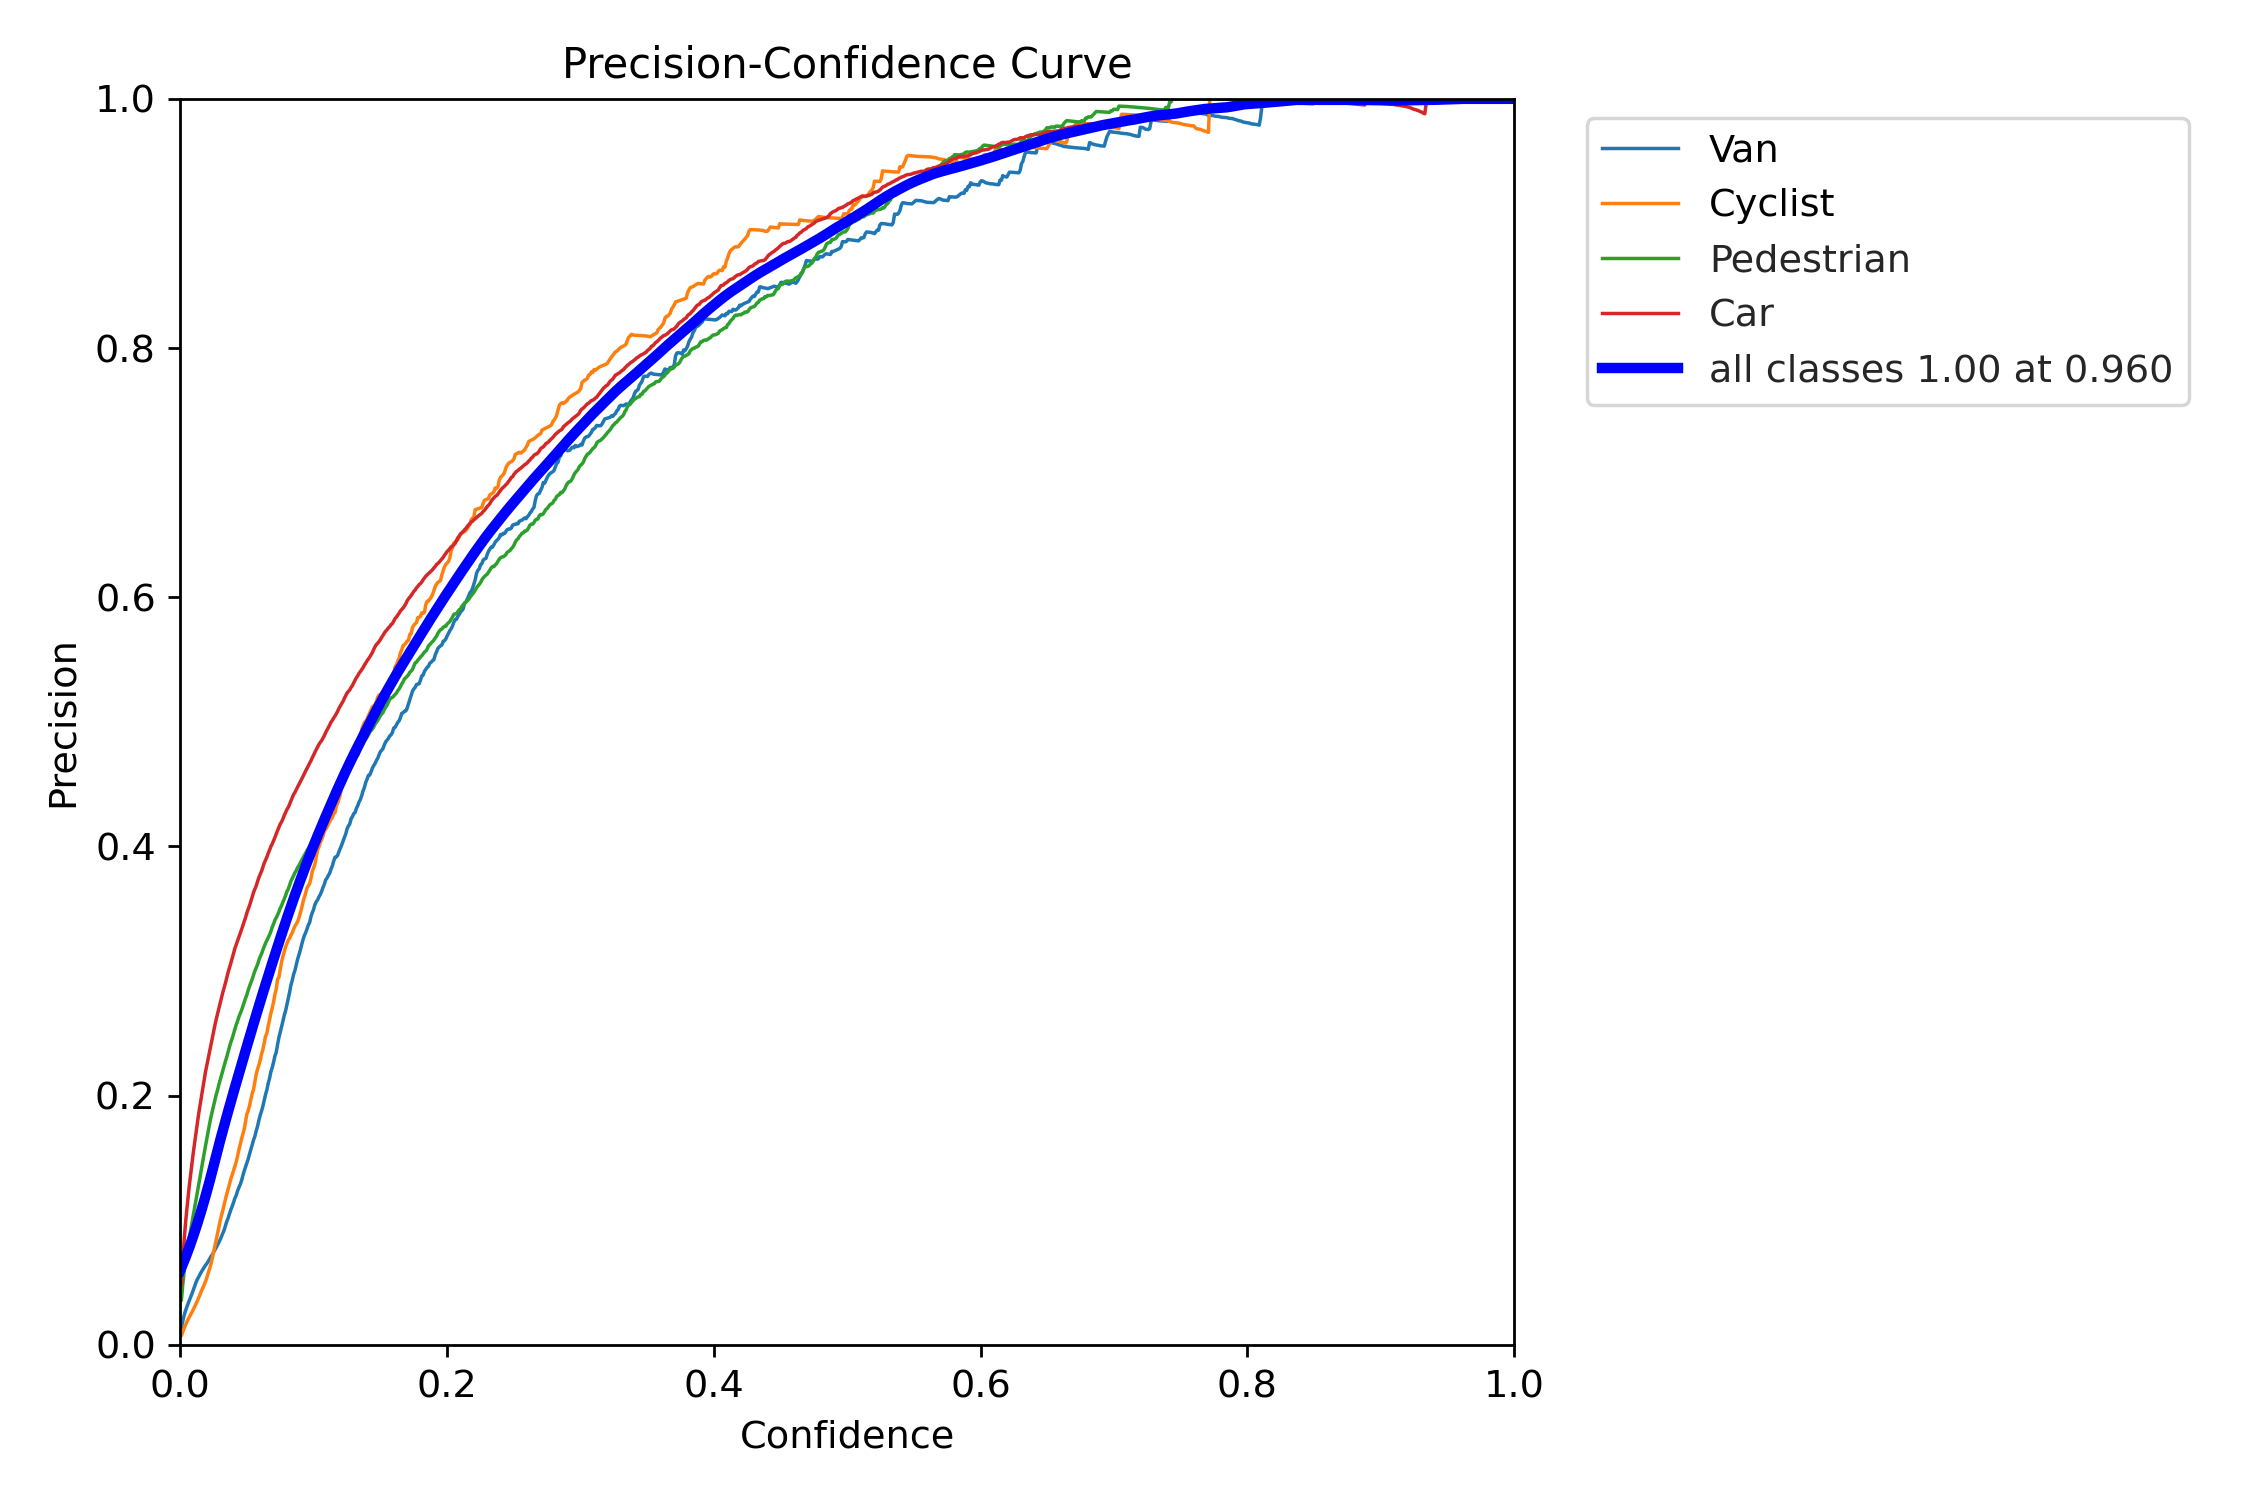 Precision-Confidence Curve
1.0
0.8
0.6
0.4
0.2
0.0
Precision
0.0 0.2 0.4 0.6 0.8 1.0
Confidence
Van
Cyclist
Pedestrian
Car
all classes 1.00 at 0.960